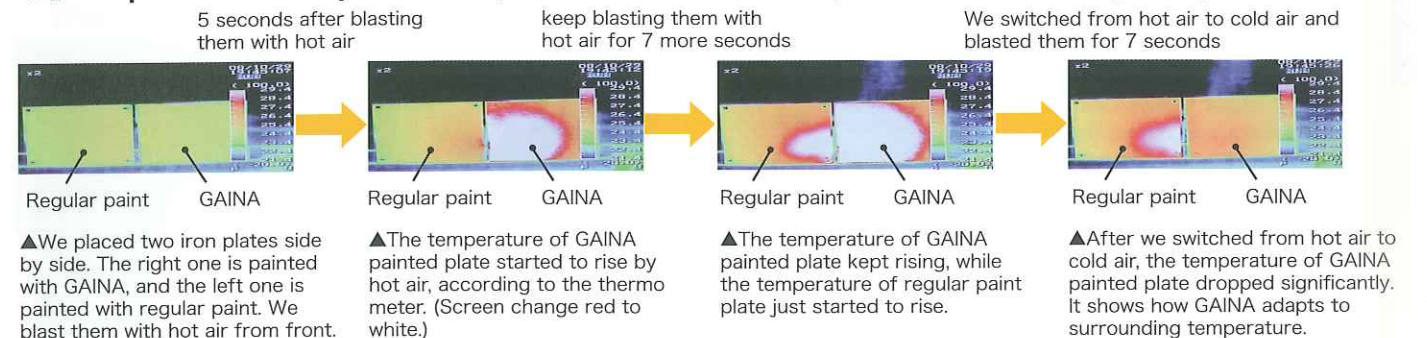 5 seconds after blasting
them with hot air
keep blasting them with
hot air for 7 more seconds
We switched from hot air to cold air and
blasted them for 7 seconds
Regular paint
GAINA
Regular paint
GAINA
Regular paint
GAINA
Regular paint
GAINA
▲We placed two iron plates side
by side. The right one is painted
with GAINA, and the left one is
painted with regular paint. We
blast them with hot air from front.
▲The temperature of GAINA
painted plate started to rise by
hot air, according to the thermo
meter. (Screen change red to
white.)
▲The temperature of GAINA
painted plate kept rising, while
the temperature of regular paint
plate just started to rise.
▲After we switched from hot air to
cold air, the temperature of GAINA
painted plate dropped significantly.
It shows how GAINA adapts to
surrounding temperature.